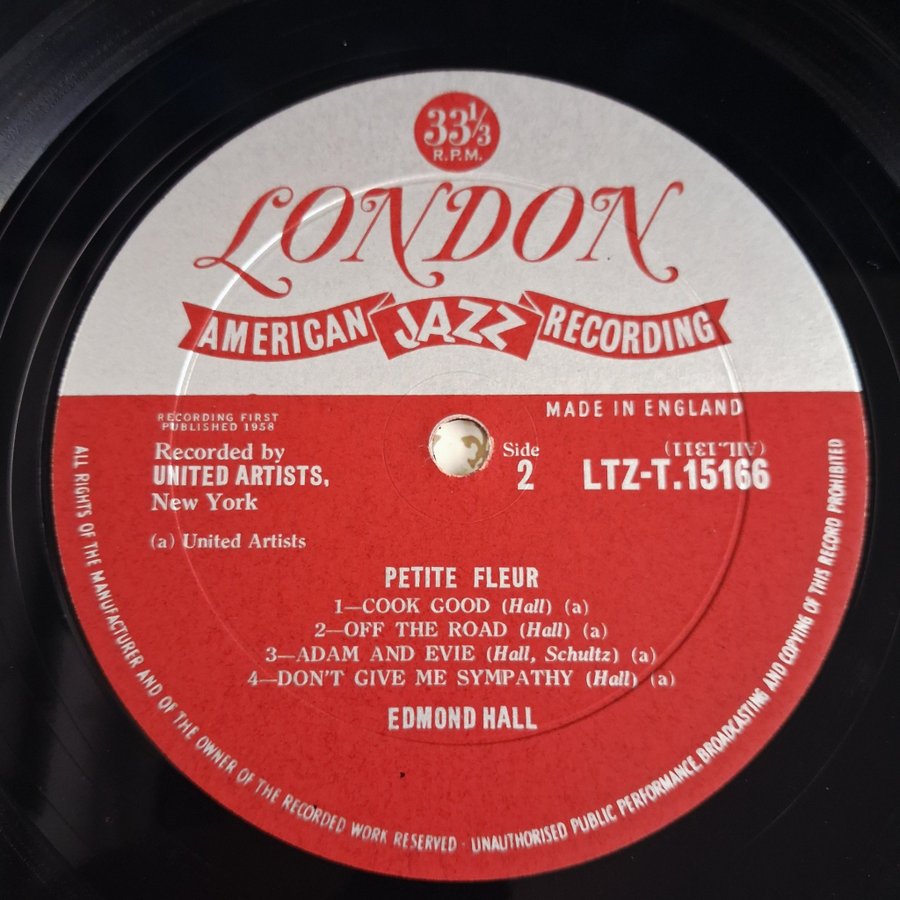 33⅓
R.P.M.
LONDON
AMERICAN JAZZ RECORDING
RECORDING FIRST
PUBLISHED 1958
MADE IN ENGLAND
Recorded by
UNITED ARTISTS,
New York
(a) United Artists
Side
2
(AIL.1311)
LTZ-T.15166
PETITE FLEUR
1—COOK GOOD (Hall) (a)
2—OFF THE ROAD (Hall) (a)
3—ADAM AND EVIE (Hall, Schultz) (a)
4—DON'T GIVE ME SYMPATHY (Hall) (a)
EDMOND HALL
ALL RIGHTS OF THE MANUFACTURER AND OF THE OWNER OF THE RECORDED WORK RESERVED · UNAUTHORISED PUBLIC PERFORMANCE, BROADCASTING AND COPYING OF THIS RECORD PROHIBITED